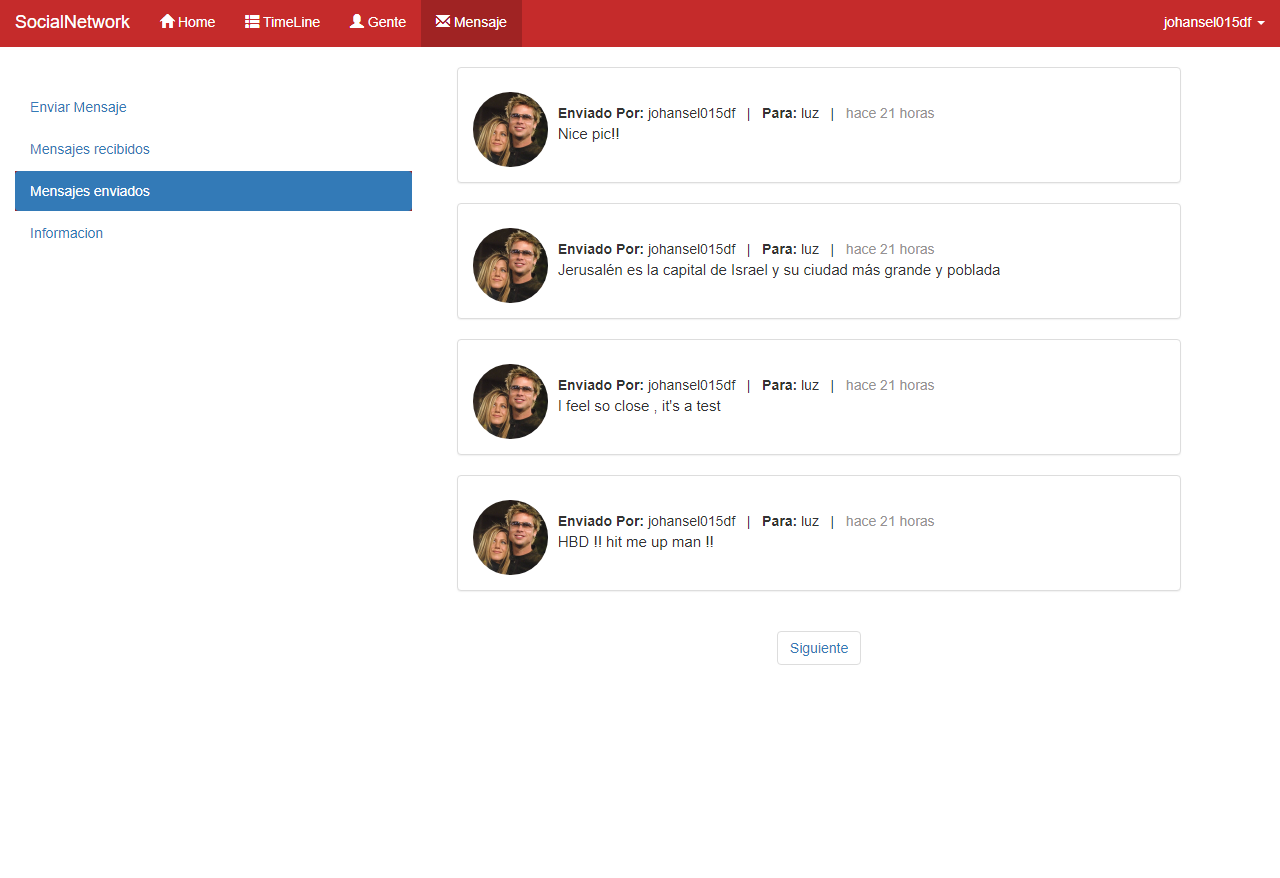 SocialNetwork Home TimeLine Gente Mensaje johansel015df
Enviar Mensaje
Mensajes recibidos
Mensajes enviados
Informacion
Enviado Por: johansel015df | Para: luz | hace 21 horas
Nice pic!!
Enviado Por: johansel015df | Para: luz | hace 21 horas
Jerusalén es la capital de Israel y su ciudad más grande y poblada
Enviado Por: johansel015df | Para: luz | hace 21 horas
I feel so close , it's a test
Enviado Por: johansel015df | Para: luz | hace 21 horas
HBD !! hit me up man !!
Siguiente